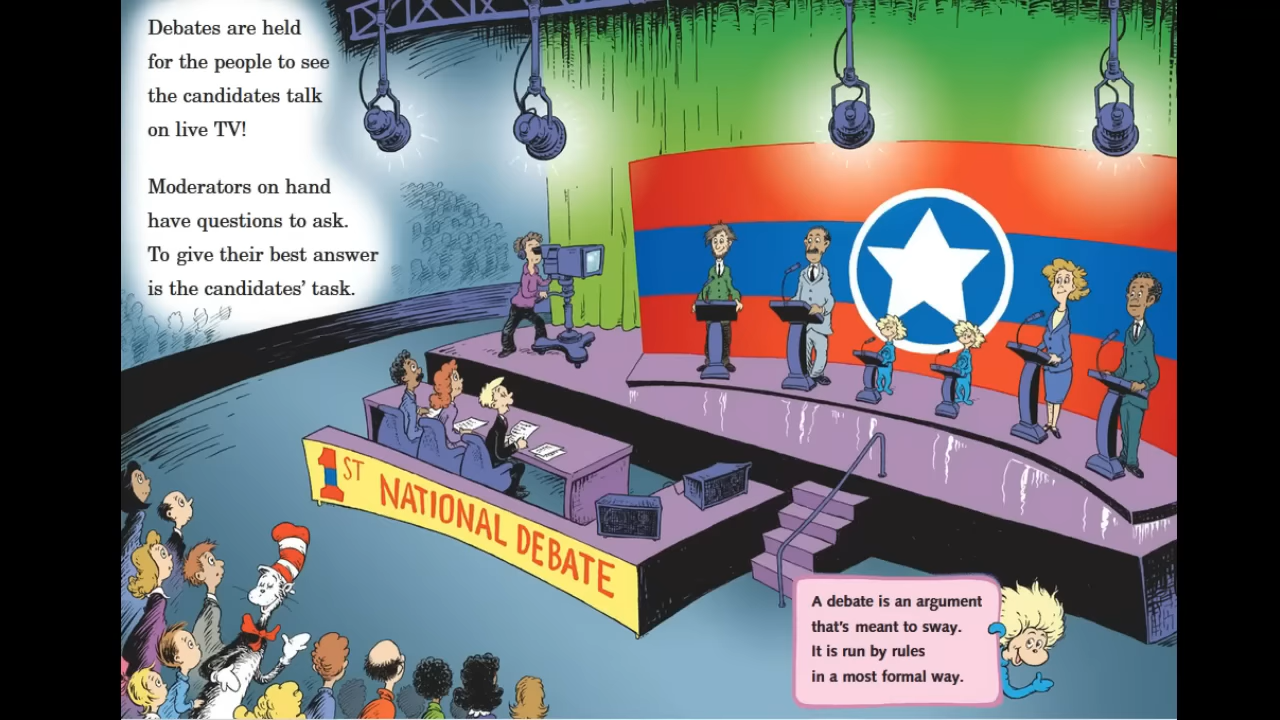 Debates are held
for the people to see
the candidates talk
on live TV!
Moderators on hand
have questions to ask.
To give their best answer
is the candidates’ task.
1ST NATIONAL DEBATE
A debate is an argument
that's meant to sway.
It is run by rules
in a most formal way.